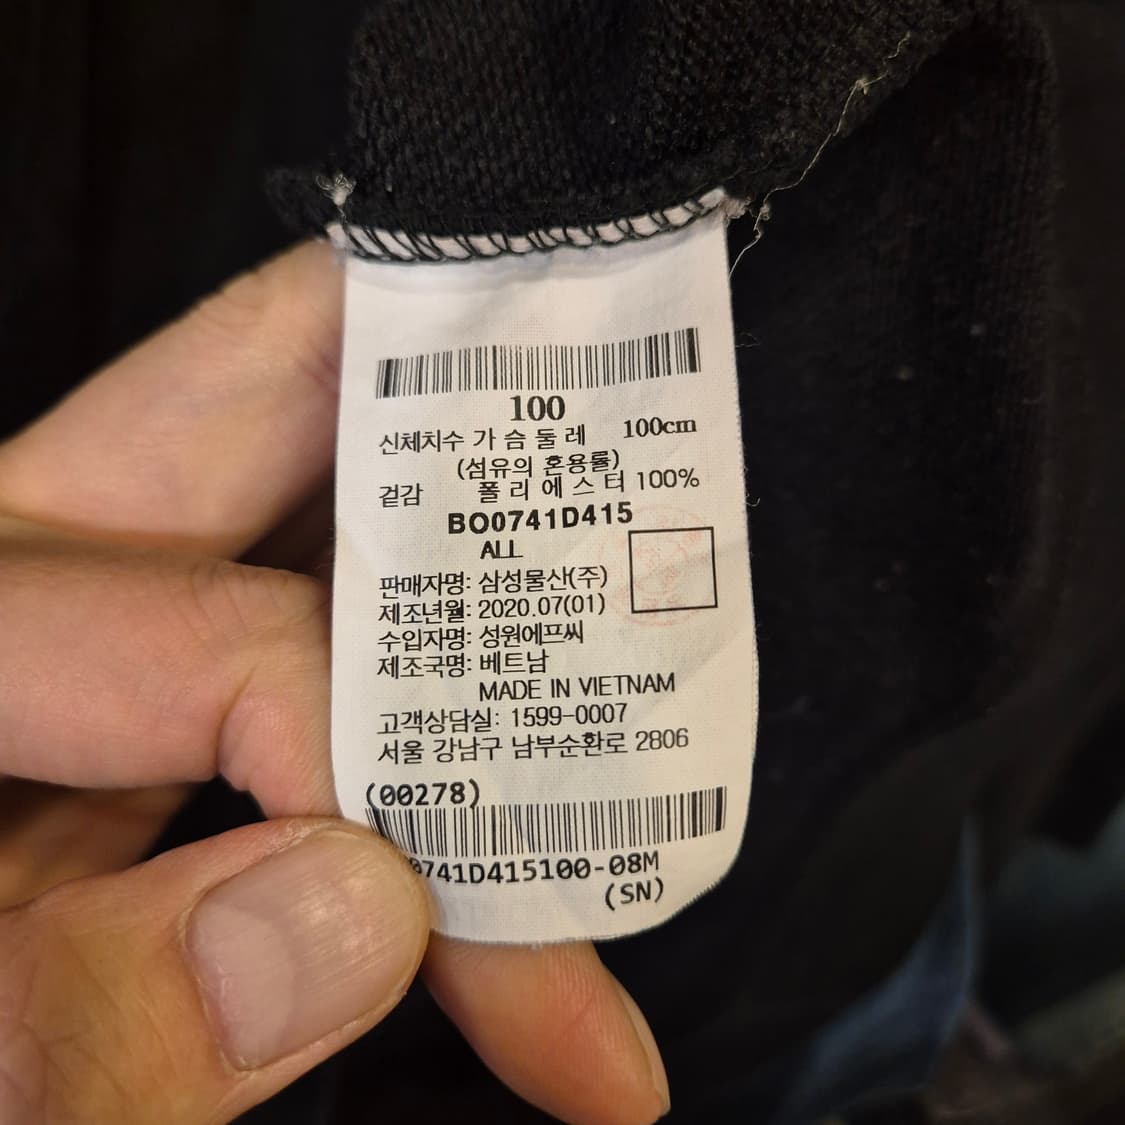 100
신체치수 가 슴 둘 레 100cm
(섬유의 혼용률)
겉감 폴 리 에 스 터 100%
BO0741D415
ALL
판매자명: 삼성물산(주)
제조년월: 2020.07(01)
수입자명: 성원에프씨
제조국명: 베트남
MADE IN VIETNAM
고객상담실: 1599-0007
서울 강남구 남부순환로 2806
(00278)
0741D415100-08M
(SN)